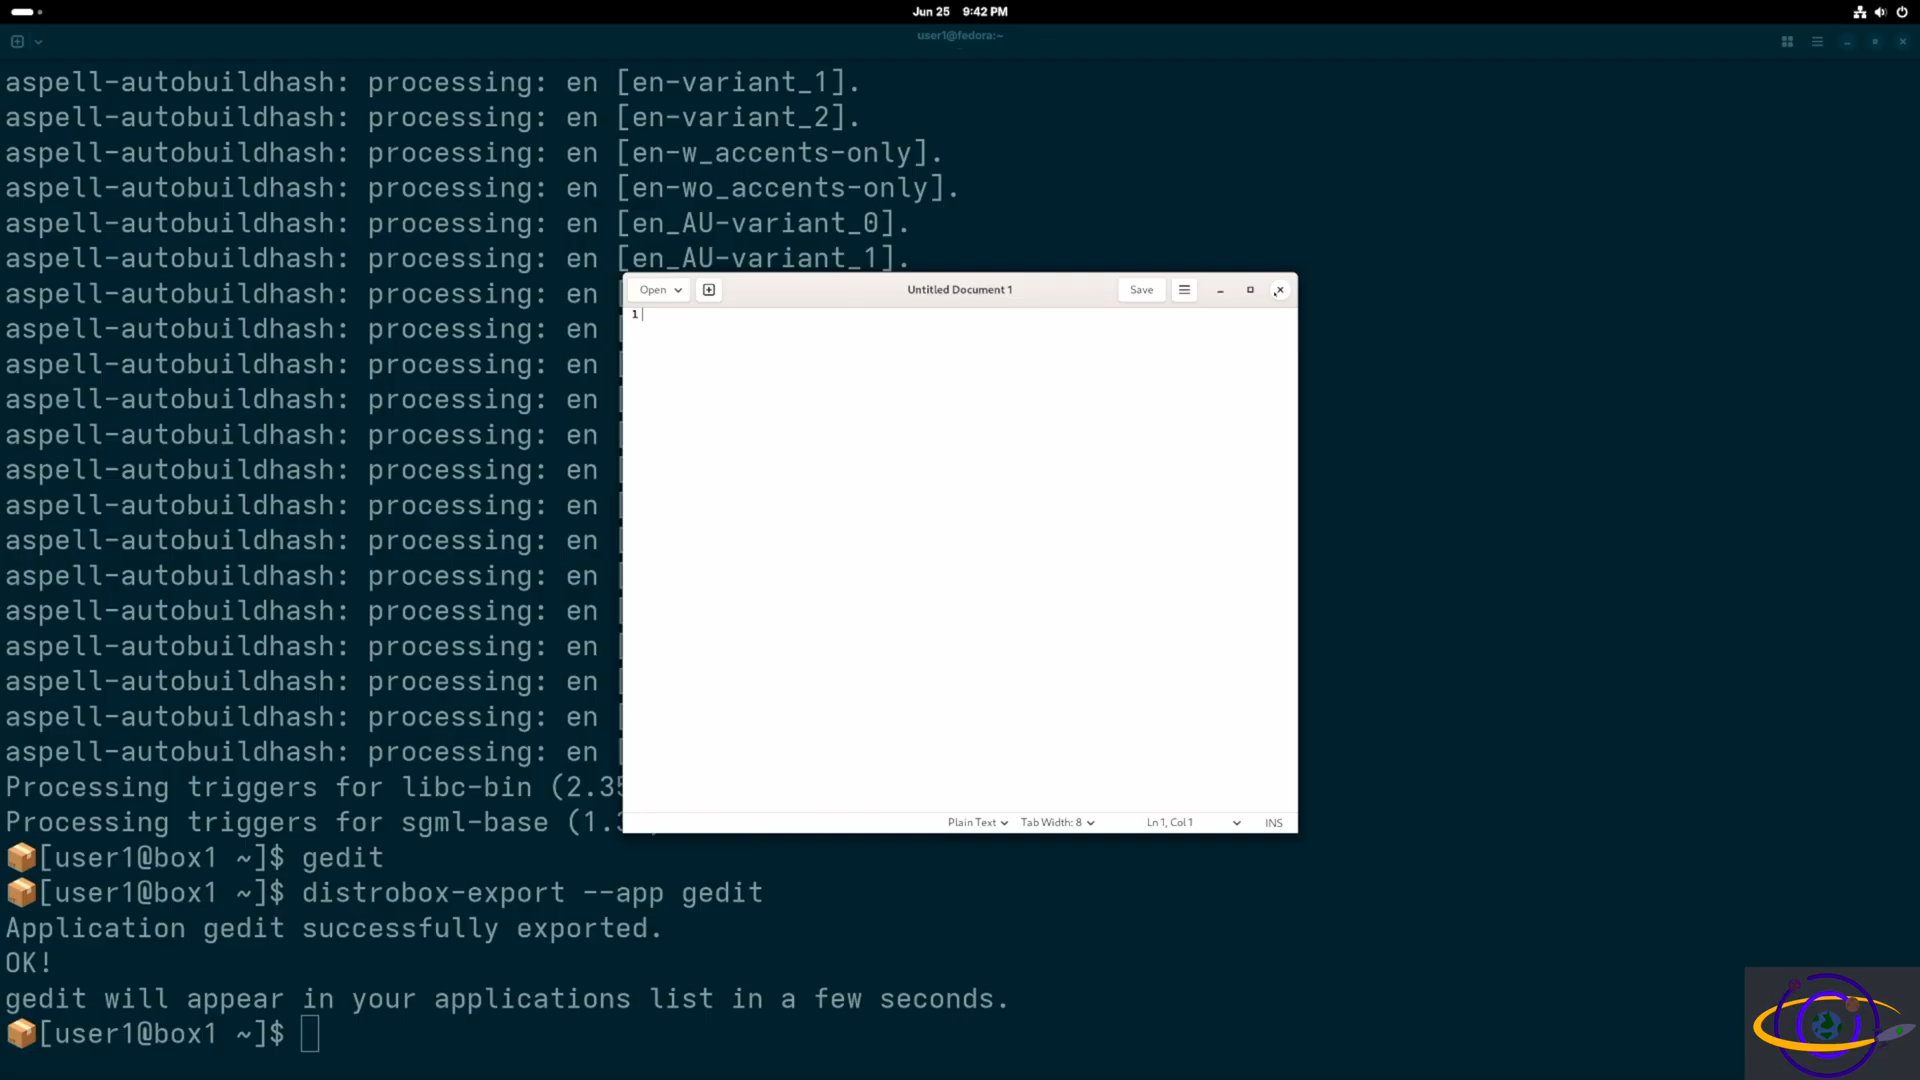 Jun 25 9:42 PM
user1@fedora:~
aspell-autobuildhash: processing: en [en-variant_1].
aspell-autobuildhash: processing: en [en-variant_2].
aspell-autobuildhash: processing: en [en-w_accents-only].
aspell-autobuildhash: processing: en [en-wo_accents-only].
aspell-autobuildhash: processing: en [en_AU-variant_0].
aspell-autobuildhash: processing: en [en_AU-variant_1].
aspell-autobuildhash: processing: en [
aspell-autobuildhash: processing: en [
aspell-autobuildhash: processing: en [
aspell-autobuildhash: processing: en [
aspell-autobuildhash: processing: en [
aspell-autobuildhash: processing: en [
aspell-autobuildhash: processing: en [
aspell-autobuildhash: processing: en [
aspell-autobuildhash: processing: en [
aspell-autobuildhash: processing: en [
aspell-autobuildhash: processing: en [
aspell-autobuildhash: processing: en [
aspell-autobuildhash: processing: en [
aspell-autobuildhash: processing: en [
Processing triggers for libc-bin (2.35
Processing triggers for sgml-base (1.3
[user1@box1 ~]$ gedit
[user1@box1 ~]$ distrobox-export --app gedit
Application gedit successfully exported.
OK!
gedit will appear in your applications list in a few seconds.
[user1@box1 ~]$
Open Untitled Document 1 Save
1
Plain Text Tab Width: 8 Ln 1, Col 1 INS